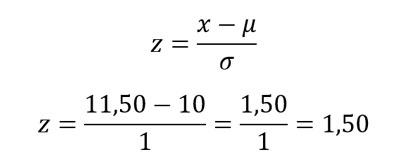 z = (x − μ) / σ
z = (11,50 − 10) / 1 = 1,50 / 1 = 1,50